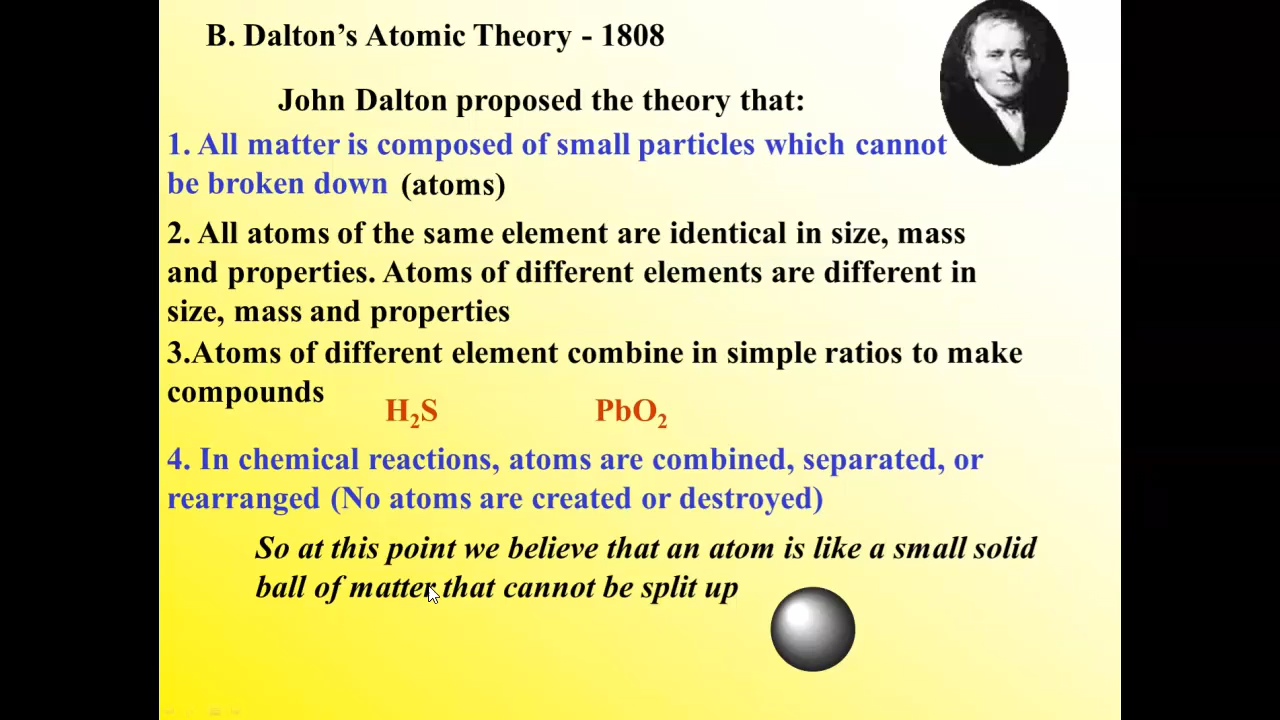 B. Dalton’s Atomic Theory - 1808
John Dalton proposed the theory that:
1. All matter is composed of small particles which cannot
be broken down (atoms)
2. All atoms of the same element are identical in size, mass
and properties. Atoms of different elements are different in
size, mass and properties
3.Atoms of different element combine in simple ratios to make
compounds
H₂S PbO₂
4. In chemical reactions, atoms are combined, separated, or
rearranged (No atoms are created or destroyed)
So at this point we believe that an atom is like a small solid
ball of matter that cannot be split up